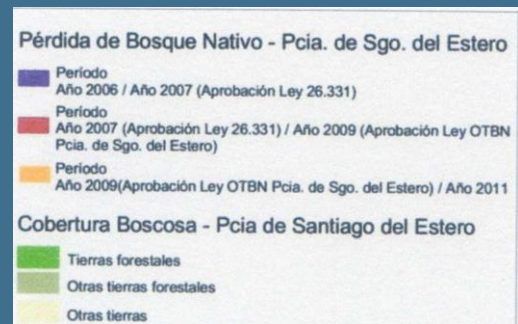 Pérdida de Bosque Nativo - Pcia. de Sgo. del Estero
Período
Año 2006 / Año 2007 (Aprobación Ley 26.331)
Período
Año 2007 (Aprobación Ley 26.331) / Año 2009 (Aprobación Ley OTBN
Pcia. de Sgo. del Estero)
Período
Año 2009(Aprobación Ley OTBN Pcia. de Sgo. del Estero) / Año 2011
Cobertura Boscosa - Pcia de Santiago del Estero
Tierras forestales
Otras tierras forestales
Otras tierras